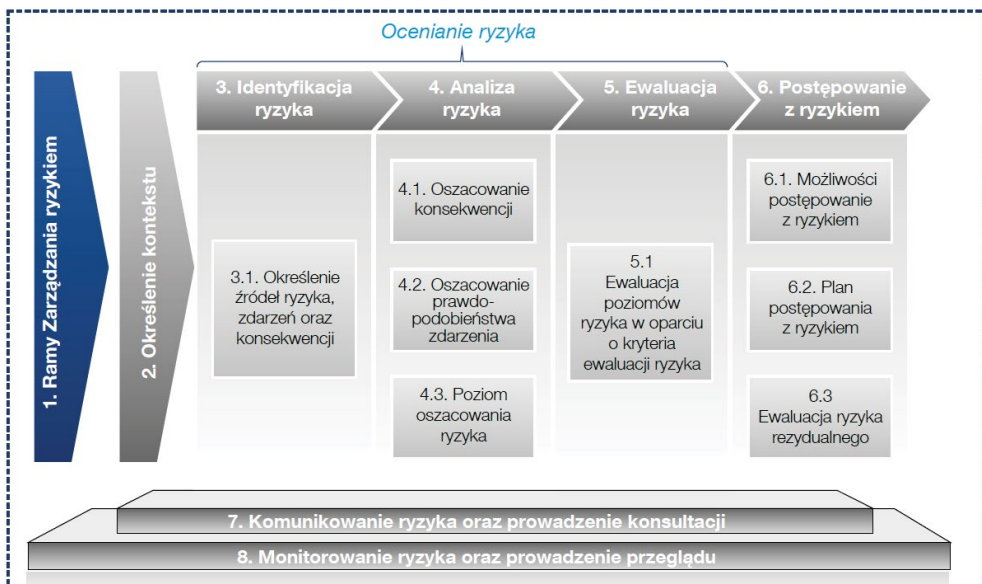 Ocenianie ryzyka
1. Ramy Zarządzania ryzykiem
2. Określenie kontekstu
3. Identyfikacja
ryzyka
4. Analiza
ryzyka
5. Ewaluacja
ryzyka
6. Postępowanie
z ryzykiem
3.1. Określenie
źródeł ryzyka,
zdarzeń oraz
konsekwencji
4.1. Oszacowanie
konsekwencji
4.2. Oszacowanie
prawdo-
podobieństwa
zdarzenia
4.3. Poziom
oszacowania
ryzyka
5.1
Ewaluacja
poziomów
ryzyka w oparciu
o kryteria
ewaluacji ryzyka
6.1. Możliwości
postępowanie
z ryzykiem
6.2. Plan
postępowania
z ryzykiem
6.3
Ewaluacja ryzyka
rezydualnego
7. Komunikowanie ryzyka oraz prowadzenie konsultacji
8. Monitorowanie ryzyka oraz prowadzenie przeglądu